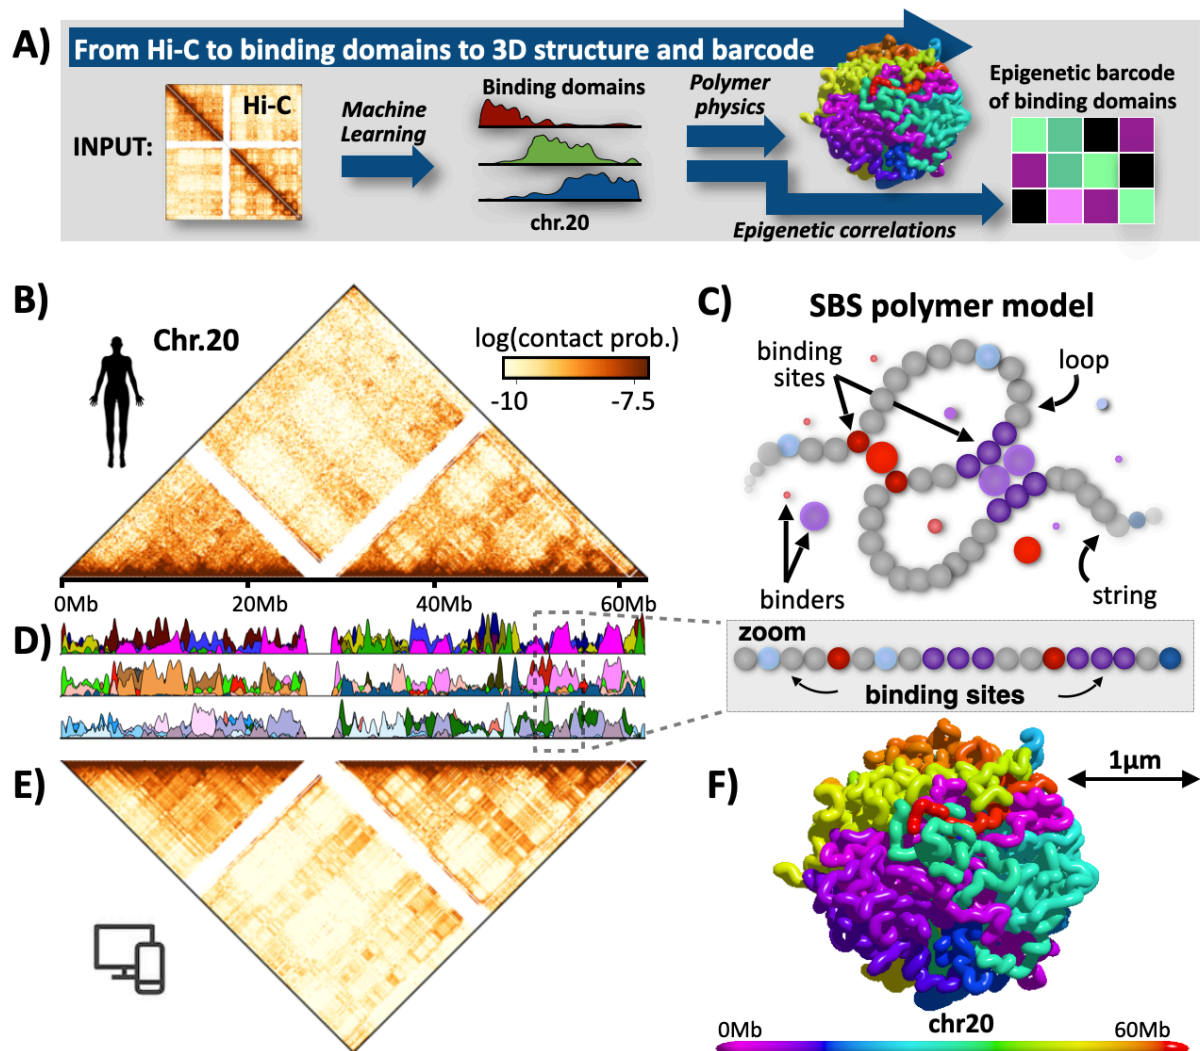 A)
From Hi-C to binding domains to 3D structure and barcode
INPUT:
Hi-C
Machine
Learning
Binding domains
chr.20
Polymer
physics
Epigenetic correlations
Epigenetic barcode
of binding domains
B)
Chr.20
log(contact prob.)
-10
-7.5
0Mb
20Mb
40Mb
60Mb
C)
SBS polymer model
binding
sites
loop
binders
string
D)
zoom
binding sites
E)
F)
1µm
chr20
0Mb
60Mb